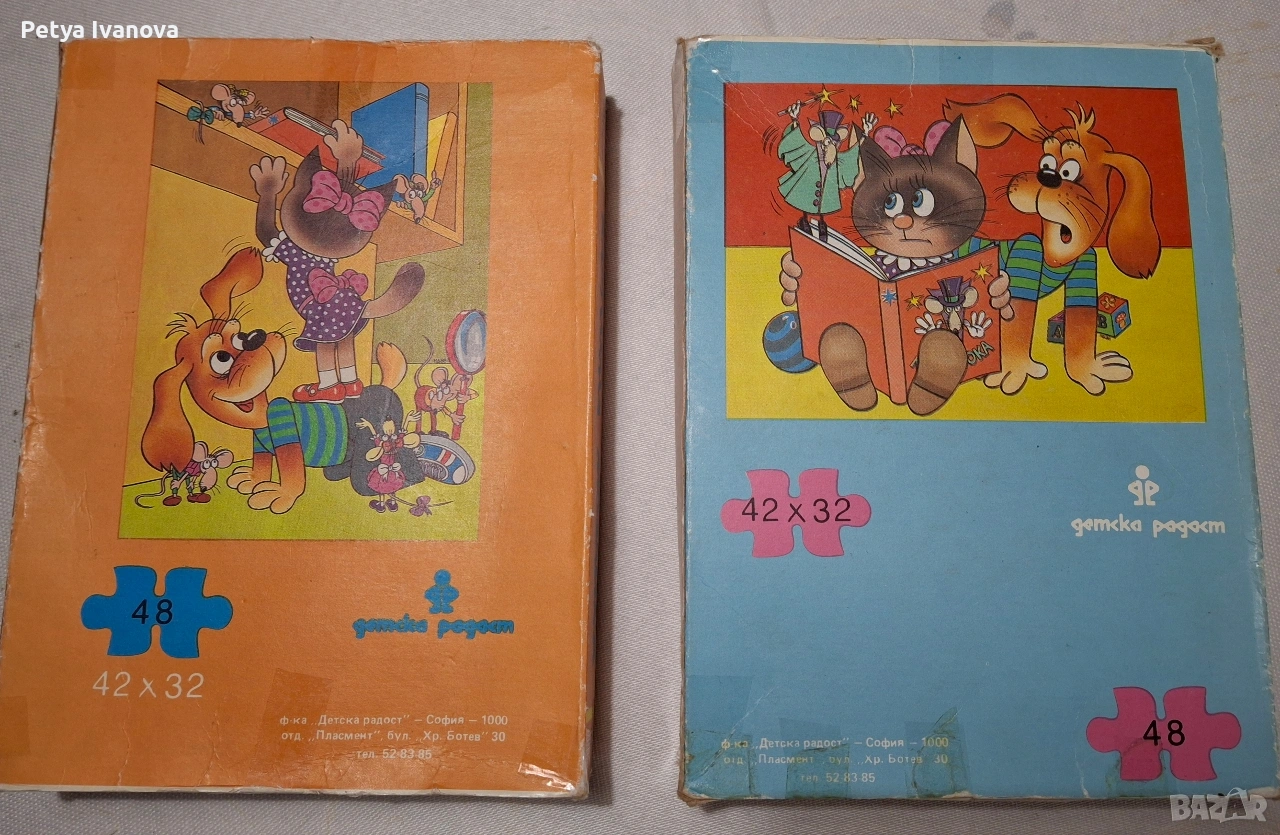 Petya Ivanova
48
42 x 32
детска радост
ф-ка „Детска радост" – София – 1000
отд. „Пласмент", бул. „Хр. Ботев" 30
тел. 52-83-85
42 x 32
детска радост
48
ф-ка „Детска радост" – София – 1000
отд. „Пласмент", бул. „Хр. Ботев" 30
тел. 52-83-85
BAZAR